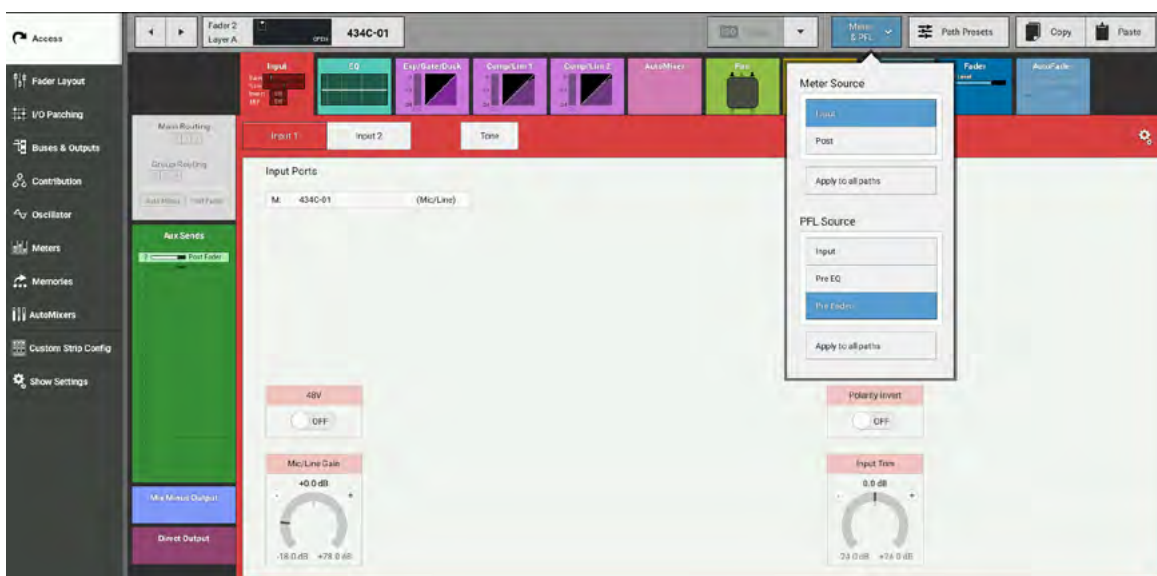 Access
Fader Layout
I/O Patching
Buses & Outputs
Contribution
Oscillator
Meters
Memories
AutoMixers
Custom Strip Config
Show Settings
Fader 2
Layer A
OPEN
434C-01
Meter
& PFL
Path Presets
Copy
Paste
Input
EQ
Exp/Gate/Duck
Comp/Lim 1
Comp/Lim 2
AutoMixer
Pan
Fader
Level
AutoFade
Main Routing
Group Routing
Aux Sends
Post Fader
Mix Minus Output
Direct Output
Input 1
Input 2
Tone
Input Ports
M: 434C-01 (Mic/Line)
48V
OFF
Mic/Line Gain
+0.0 dB
- +
-18.0 dB +78.0 dB
Meter Source
Input
Post
Apply to all paths
PFL Source
Input
Pre EQ
Pre Fader
Apply to all paths
Polarity Invert
OFF
Input Trim
0.0 dB
- +
-24.0 dB +24.0 dB